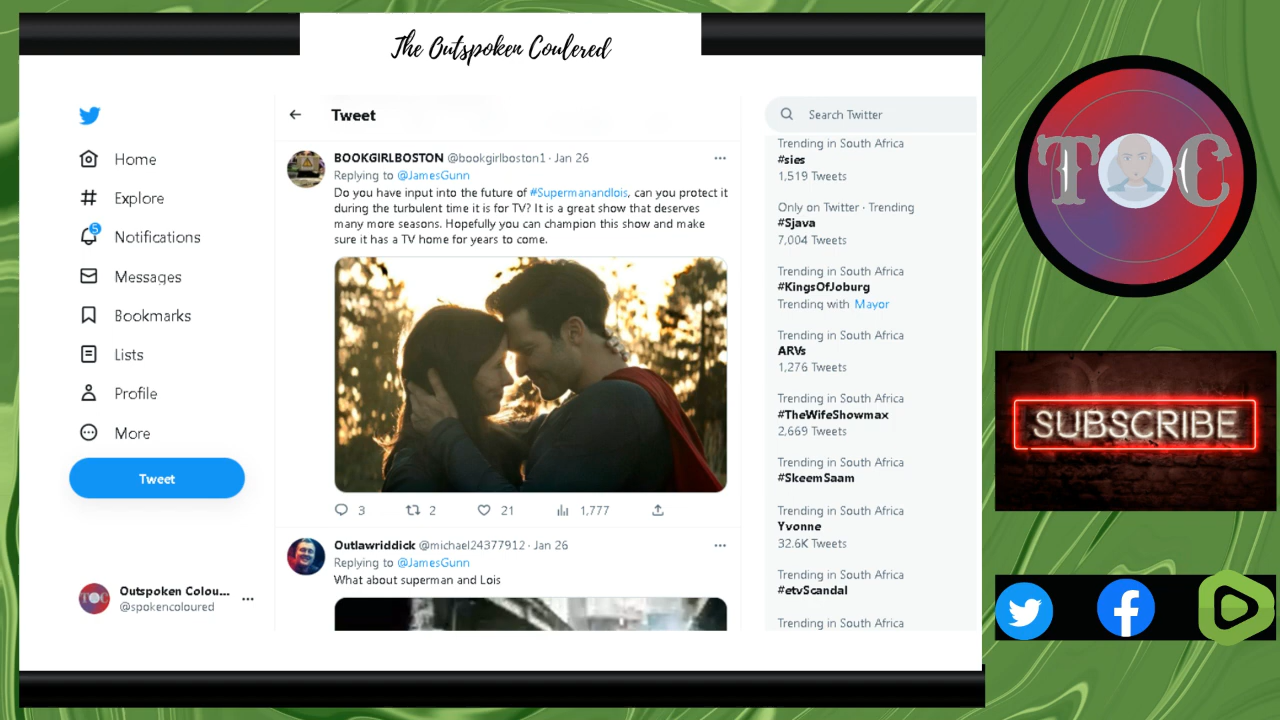 The Outspoken Coulered
Home
Explore
5
Notifications
Messages
Bookmarks
Lists
Profile
More
Tweet
Outspoken Colou...
@spokencoloured
Tweet
BOOKGIRLBOSTON @bookgirlboston1 · Jan 26
Replying to @JamesGunn
Do you have input into the future of #Supermanandlois, can you protect it
during the turbulent time it is for TV? It is a great show that deserves
many more seasons. Hopefully you can champion this show and make
sure it has a TV home for years to come.
3 2 21 1,777
Outlawriddick @michael24377912 · Jan 26
Replying to @JamesGunn
What about superman and Lois
Search Twitter
Trending in South Africa
#sies
1,519 Tweets
Only on Twitter · Trending
#Sjava
7,004 Tweets
Trending in South Africa
#KingsOfJoburg
Trending with Mayor
Trending in South Africa
ARVs
1,276 Tweets
Trending in South Africa
#TheWifeShowmax
2,669 Tweets
Trending in South Africa
#SkeemSaam
Trending in South Africa
Yvonne
32.6K Tweets
Trending in South Africa
#etvScandal
Trending in South Africa
TOC
SUBSCRIBE